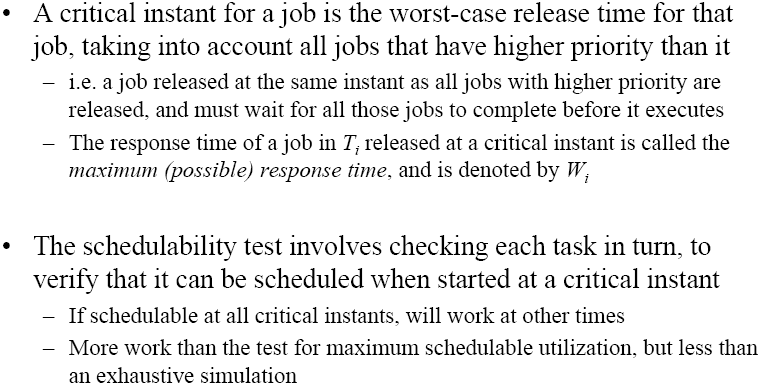 • A critical instant for a job is the worst-case release time for that
job, taking into account all jobs that have higher priority than it
– i.e. a job released at the same instant as all jobs with higher priority are
released, and must wait for all those jobs to complete before it executes
– The response time of a job in Ti released at a critical instant is called the
maximum (possible) response time, and is denoted by Wi
• The schedulability test involves checking each task in turn, to
verify that it can be scheduled when started at a critical instant
– If schedulable at all critical instants, will work at other times
– More work than the test for maximum schedulable utilization, but less than
an exhaustive simulation